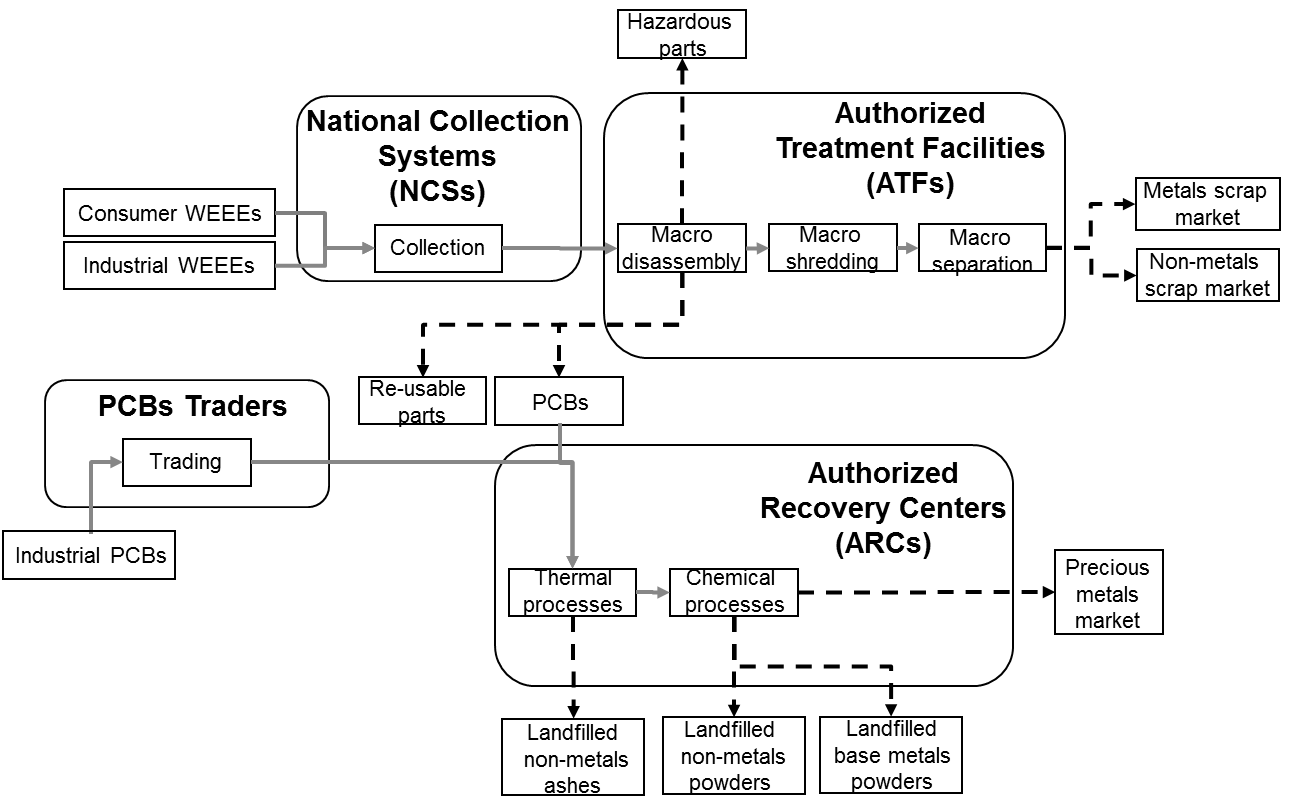 Hazardous
parts
National Collection
Systems
(NCSs)
Authorized
Treatment Facilities
(ATFs)
Consumer WEEEs
Industrial WEEEs
Collection
Macro
disassembly
Macro
shredding
Macro
separation
Metals scrap
market
Non-metals
scrap market
Re-usable
parts
PCBs
PCBs Traders
Trading
Industrial PCBs
Authorized
Recovery Centers
(ARCs)
Thermal
processes
Chemical
processes
Precious
metals
market
Landfilled
non-metals
ashes
Landfilled
non-metals
powders
Landfilled
base metals
powders